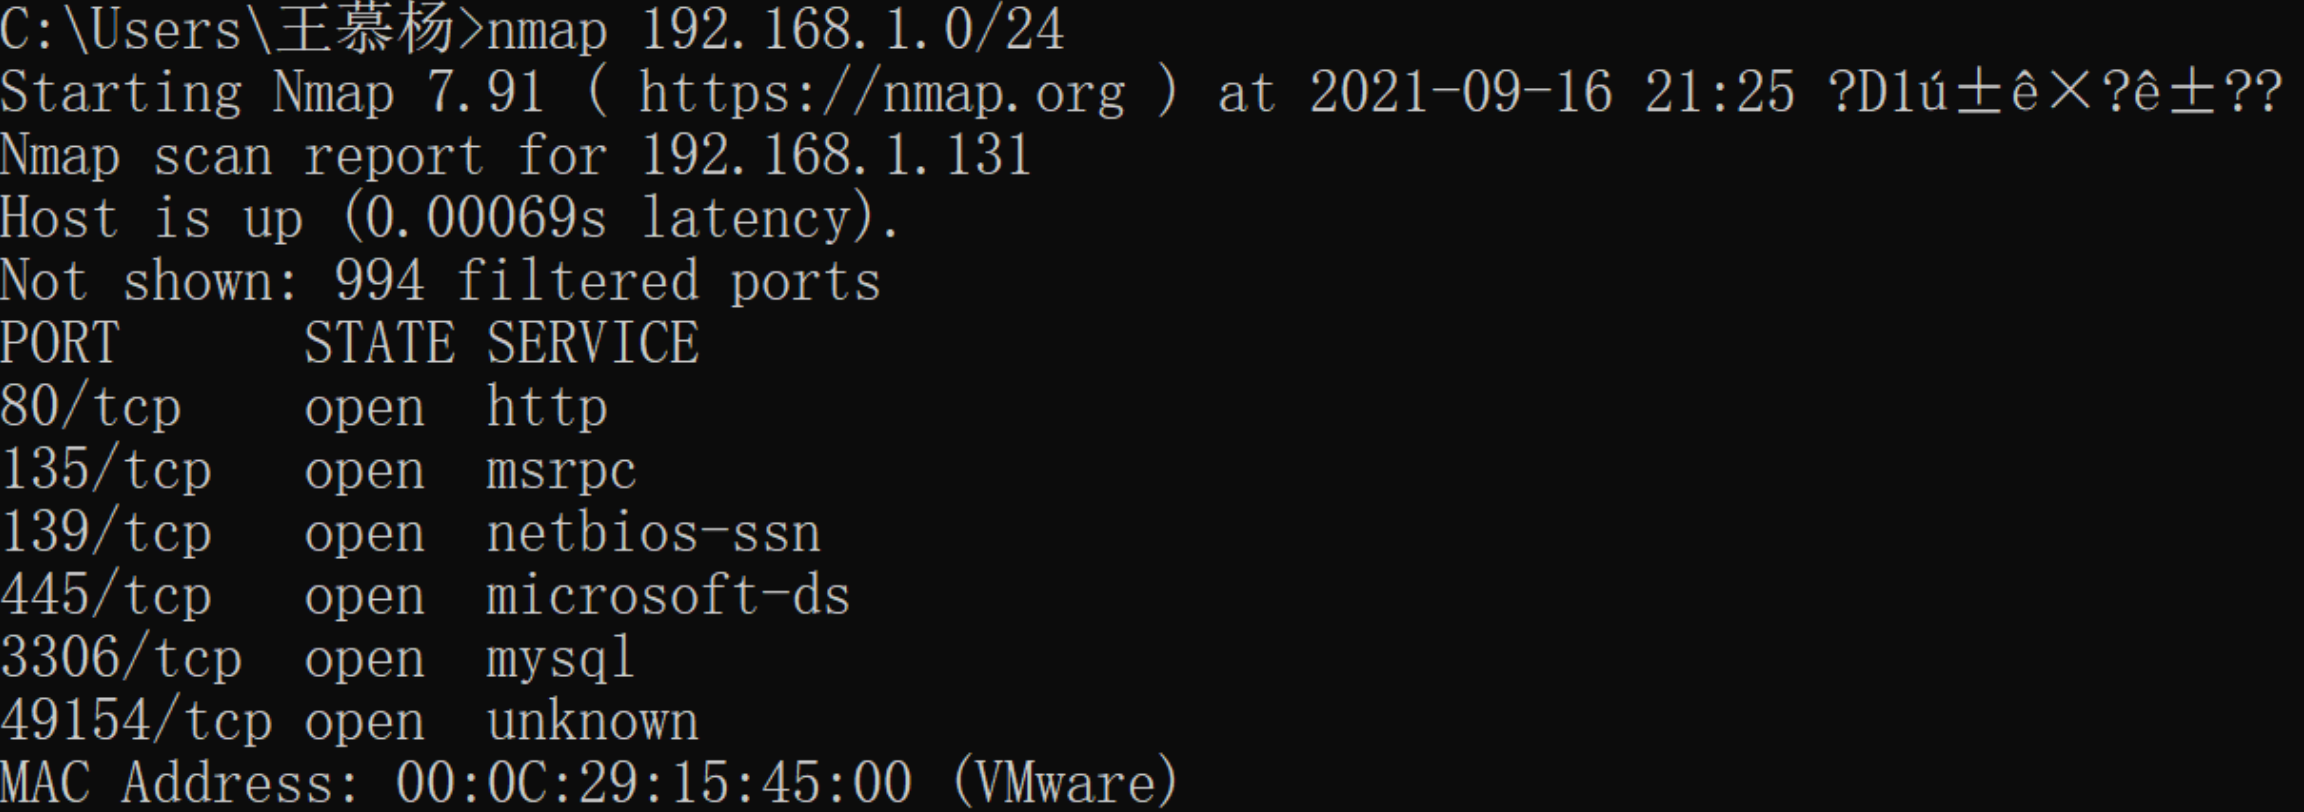 C:\Users\王慕杨>nmap 192.168.1.0/24
Starting Nmap 7.91 ( https://nmap.org ) at 2021-09-16 21:25 ?D1ú±ê×?ê±??
Nmap scan report for 192.168.1.131
Host is up (0.00069s latency).
Not shown: 994 filtered ports
PORT      STATE SERVICE
80/tcp    open  http
135/tcp   open  msrpc
139/tcp   open  netbios-ssn
445/tcp   open  microsoft-ds
3306/tcp  open  mysql
49154/tcp open  unknown
MAC Address: 00:0C:29:15:45:00 (VMware)